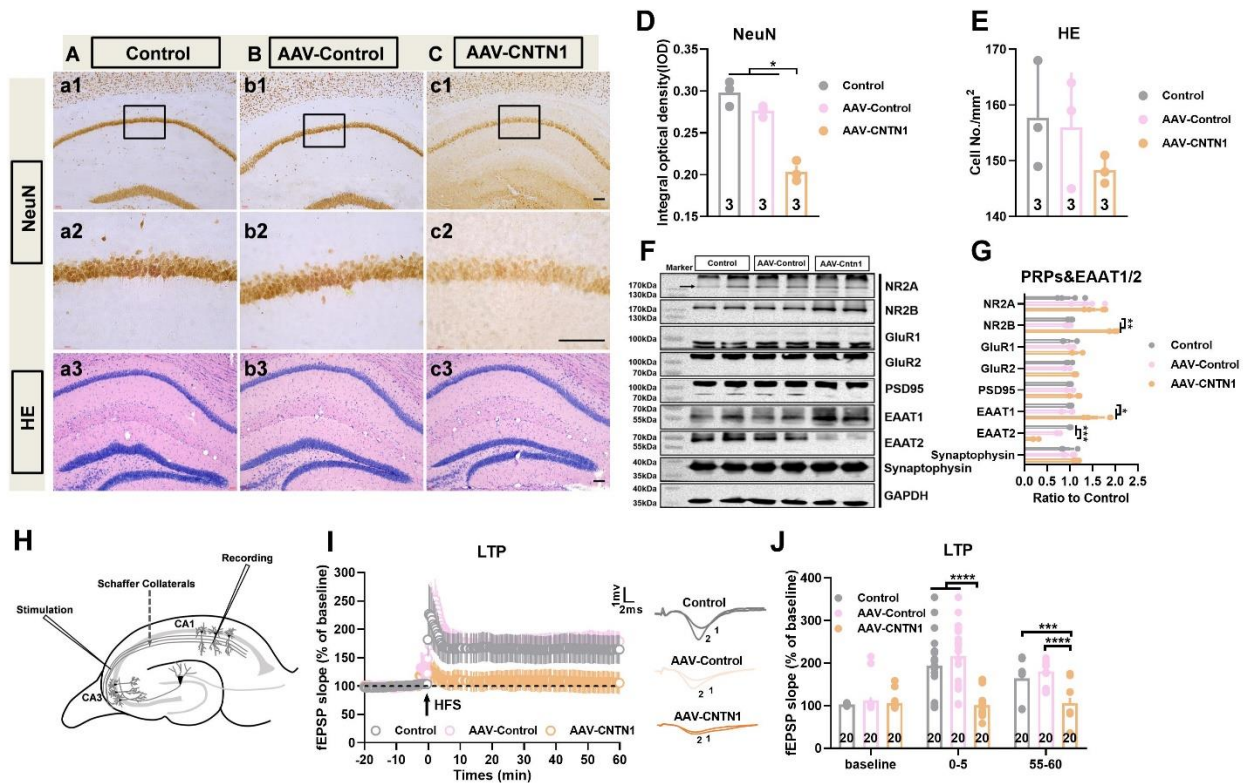 A
Control
B
AAV-Control
C
AAV-CNTN1
NeuN
a1
b1
c1
a2
b2
c2
HE
a3
b3
c3
D
NeuN
Integral optical density(IOD)
0.35
0.30
0.25
0.20
0.15
*
3
3
3
Control
AAV-Control
AAV-CNTN1
E
HE
Cell No./mm²
170
160
150
140
3
3
3
Control
AAV-Control
AAV-CNTN1
F
Marker
Control
AAV-Control
AAV-Cntn1
170kDa
130kDa
NR2A
170kDa
130kDa
NR2B
100kDa
GluR1
100kDa
70kDa
GluR2
100kDa
70kDa
PSD95
70kDa
55kDa
EAAT1
70kDa
55kDa
EAAT2
40kDa
35kDa
Synaptophysin
40kDa
35kDa
GAPDH
G
PRPs&EAAT1/2
NR2A
NR2B
GluR1
GluR2
PSD95
EAAT1
EAAT2
Synaptophysin
**
*
***
0.0 0.5 1.0 1.5 2.0 2.5
Ratio to Control
Control
AAV-Control
AAV-CNTN1
H
Recording
Schaffer Collaterals
Stimulation
CA1
CA3
I
LTP
fEPSP slope (% of baseline)
300
250
200
150
100
50
0
HFS
Control
AAV-Control
AAV-CNTN1
-20 -10 0 10 20 30 40 50 60
Times (min)
1mv
2ms
Control
2 1
AAV-Control
2 1
AAV-CNTN1
2 1
J
LTP
fEPSP slope (% of baseline)
400
300
200
100
0
Control
AAV-Control
AAV-CNTN1
****
***
****
20 20 20
20 20 20
20 20 20
baseline
0-5
55-60